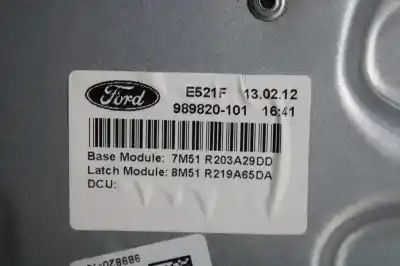 Ford
E521F 13.02.12
989820-101 16:41
Base Module: 7M51 R203A29DD
Latch Module: 8M51 R219A65DA
DCU: